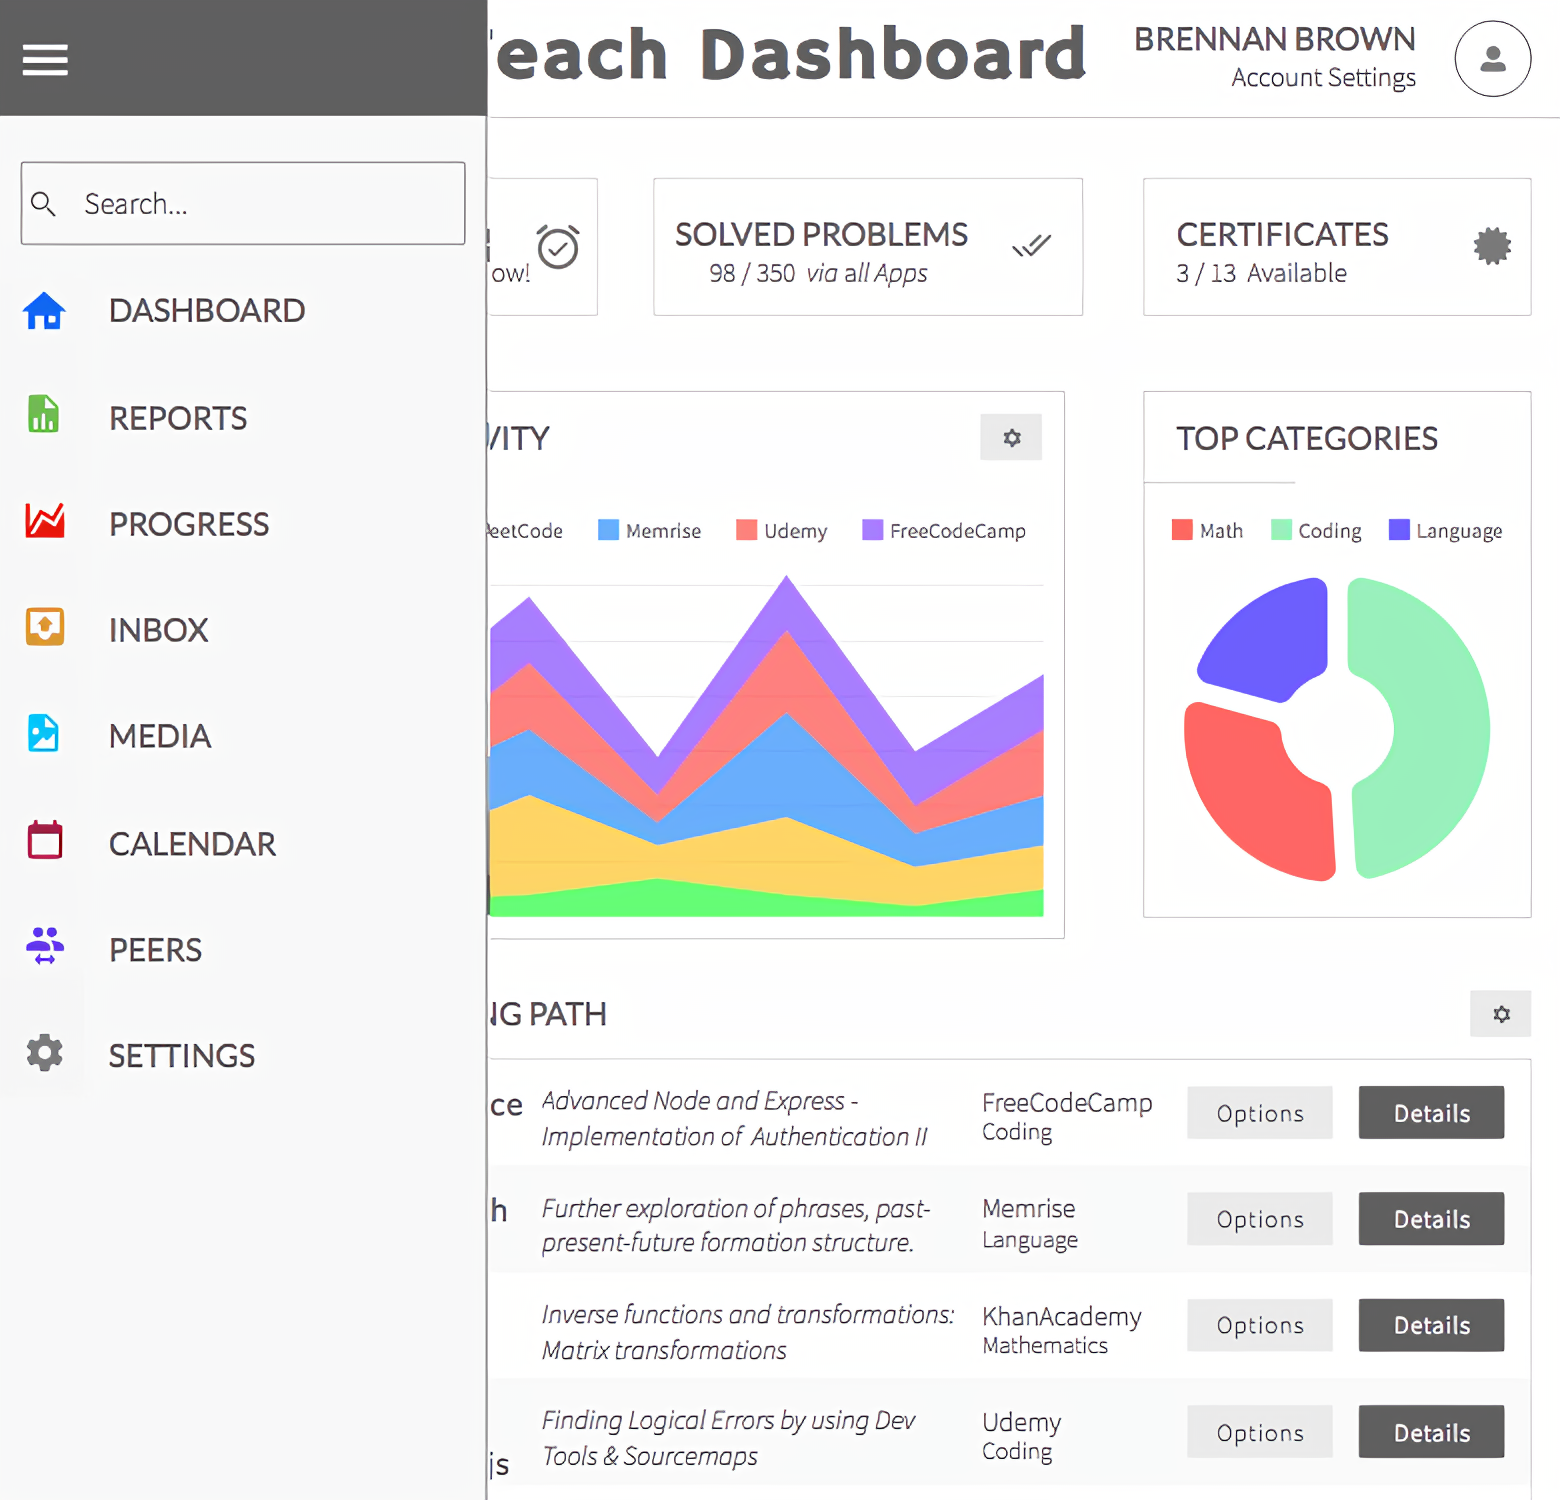 each Dashboard
BRENNAN BROWN
Account Settings
Search...
DASHBOARD
REPORTS
PROGRESS
INBOX
MEDIA
CALENDAR
PEERS
SETTINGS
ow!
SOLVED PROBLEMS
98 / 350 via all Apps
CERTIFICATES
3 / 13 Available
VITY
eetCode
Memrise
Udemy
FreeCodeCamp
TOP CATEGORIES
Math
Coding
Language
NG PATH
ce
Advanced Node and Express -
Implementation of Authentication II
FreeCodeCamp
Coding
Options
Details
h
Further exploration of phrases, past-
present-future formation structure.
Memrise
Language
Options
Details
Inverse functions and transformations:
Matrix transformations
KhanAcademy
Mathematics
Options
Details
js
Finding Logical Errors by using Dev
Tools & Sourcemaps
Udemy
Coding
Options
Details